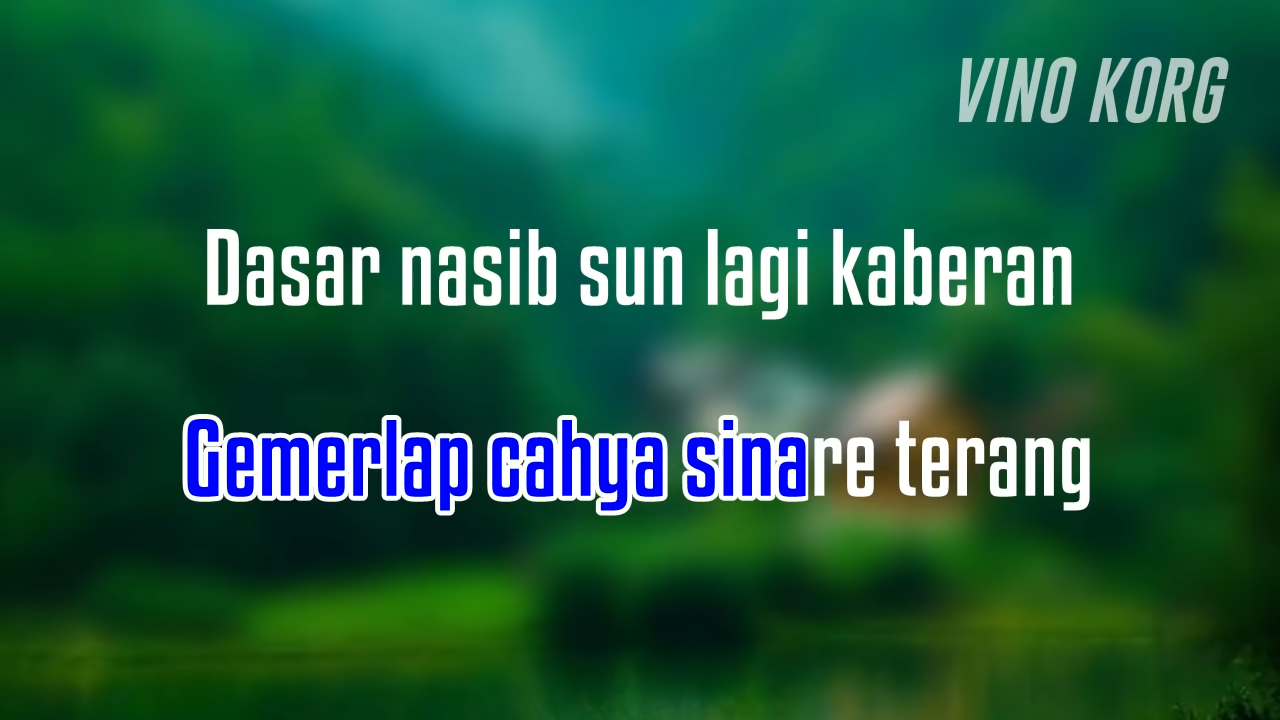 VINO KORG
Dasar nasib sun lagi kaberan
Gemerlap cahya sinare terang